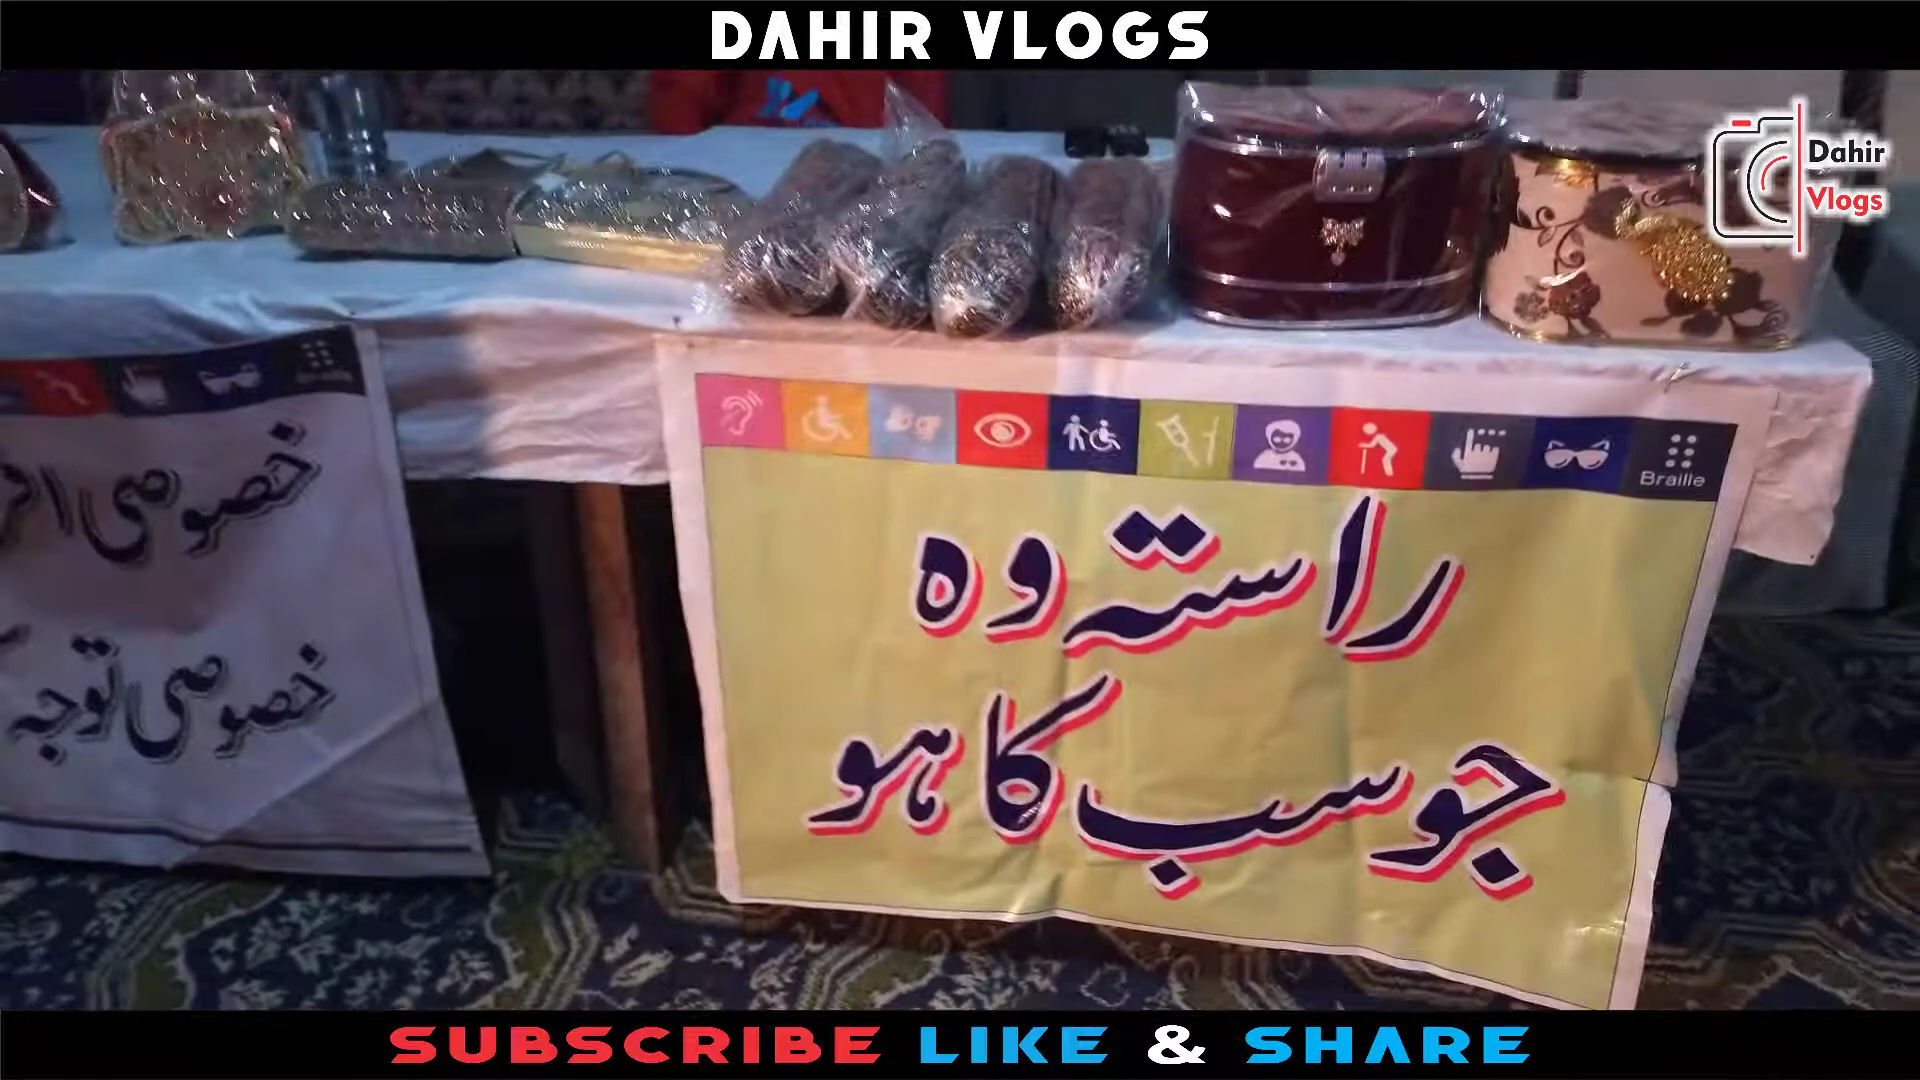 DAHIR VLOGS
Dahir
Vlogs
Braille
راستہ وہ
جو سب کا ہو
خصوصی
خصوصی توجہ
SUBSCRIBE LIKE & SHARE